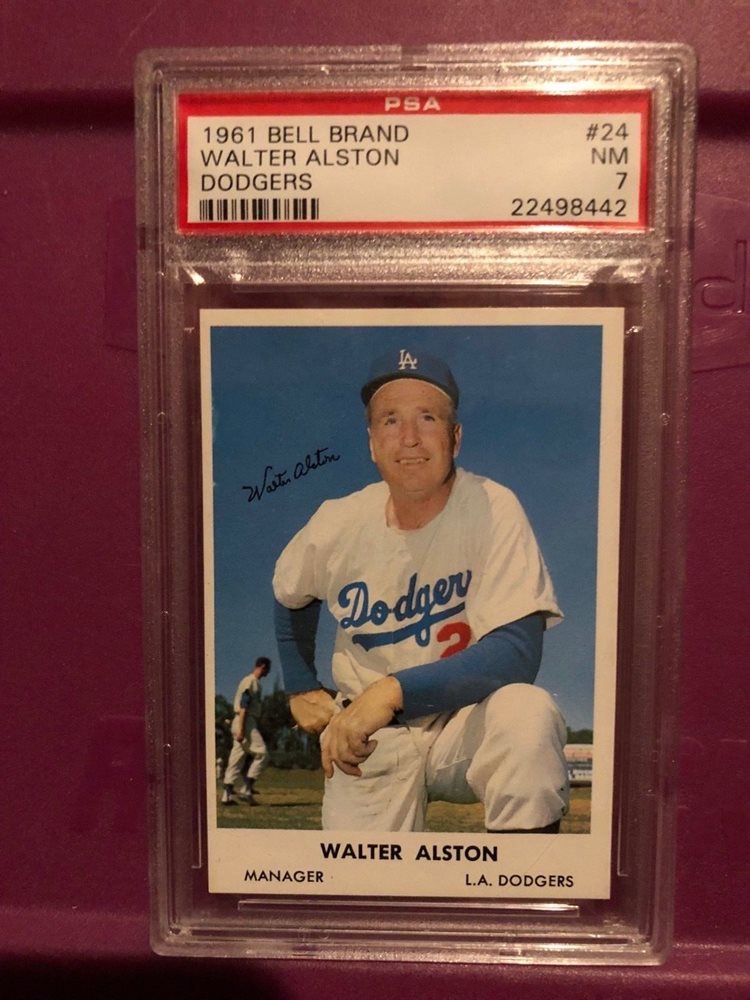 PSA
1961 BELL BRAND #24
WALTER ALSTON NM
DODGERS 7
22498442
LA
Walter Alston
Dodgers
2
WALTER ALSTON
MANAGER L.A. DODGERS